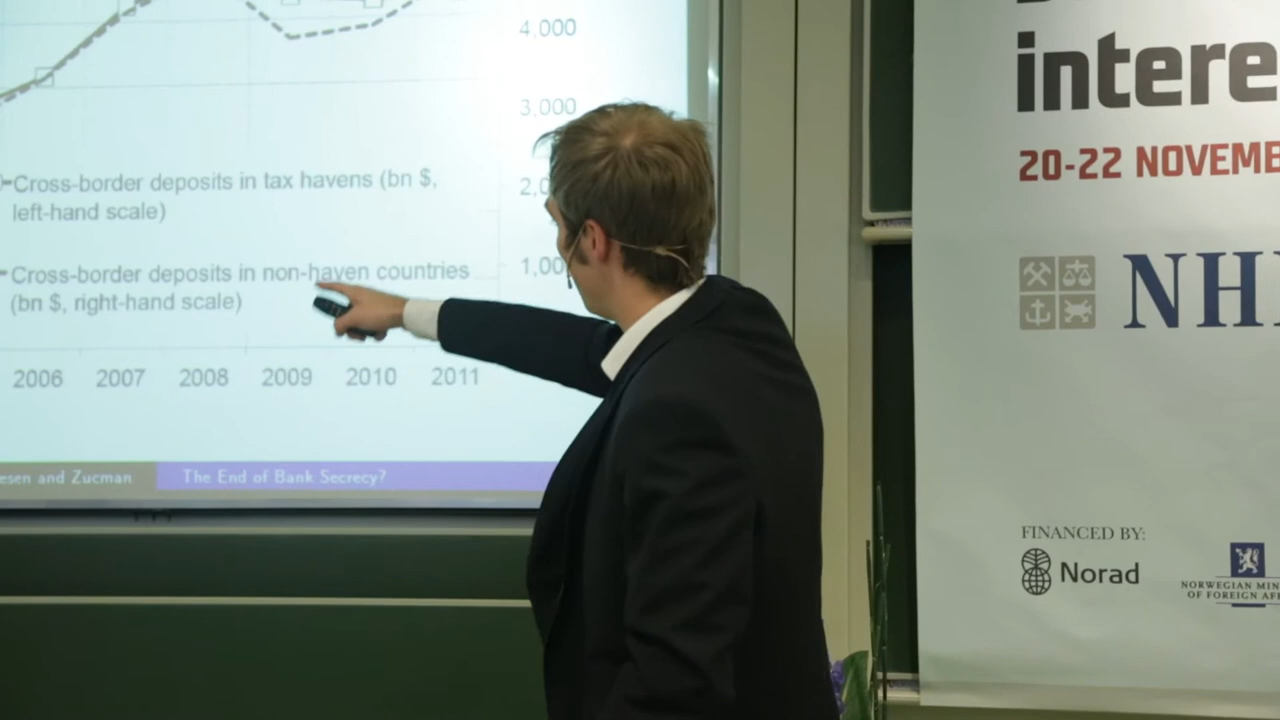 4,000
3,000
Cross-border deposits in tax havens (bn $,
left-hand scale)
2,0
1,00
Cross-border deposits in non-haven countries
(bn $, right-hand scale)
2006 2007 2008 2009 2010 2011
esen and Zucman The End of Bank Secrecy?
intere
20-22 NOVEMB
NH
FINANCED BY:
Norad
NORWEGIAN MIN
OF FOREIGN AF